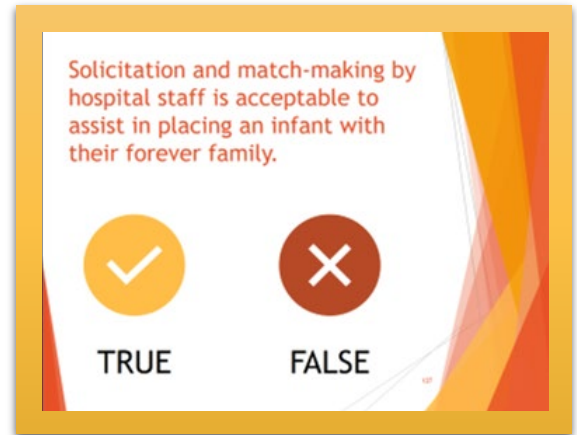 Solicitation and match-making by
hospital staff is acceptable to
assist in placing an infant with
their forever family.
TRUE
FALSE